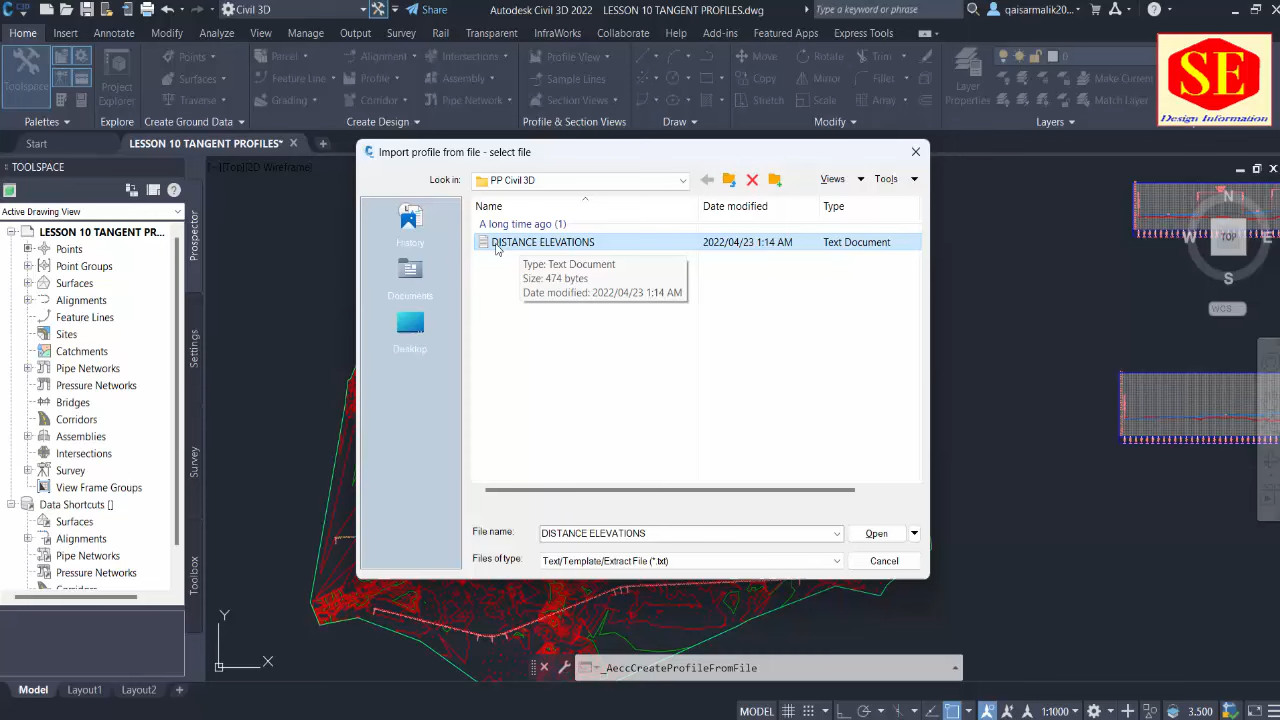 Civil 3D
Share
Autodesk Civil 3D 2022 LESSON 10 TANGENT PROFILES.dwg
Type a keyword or phrase
qaisarmalik20...
Home Insert Annotate Modify Analyze View Manage Output Survey Rail Transparent InfraWorks Collaborate Help Add-ins Featured Apps Express Tools
Toolspace
Project Explorer
Points
Surfaces
Traverse
Parcel
Feature Line
Grading
Alignment
Profile
Corridor
Intersections
Assembly
Pipe Network
Profile View
Sample Lines
Section Views
Move
Copy
Stretch
Rotate
Mirror
Scale
Trim
Fillet
Array
Layer Properties
0
Make Current
Match Layer
Palettes
Explore
Create Ground Data
Create Design
Profile & Section Views
Draw
Modify
Layers
SE
Design Information
Start
LESSON 10 TANGENT PROFILES*
[-][Top][2D Wireframe]
TOOLSPACE
Active Drawing View
LESSON 10 TANGENT PR...
Points
Point Groups
Surfaces
Alignments
Feature Lines
Sites
Catchments
Pipe Networks
Pressure Networks
Bridges
Corridors
Assemblies
Intersections
Survey
View Frame Groups
Data Shortcuts []
Surfaces
Alignments
Pipe Networks
Pressure Networks
Prospector
Settings
Survey
Toolbox
Import profile from file - select file
Look in:
PP Civil 3D
Views
Tools
Name
Date modified
Type
A long time ago (1)
DISTANCE ELEVATIONS
2022/04/23 1:14 AM
Text Document
Type: Text Document
Size: 474 bytes
Date modified: 2022/04/23 1:14 AM
History
Documents
Desktop
File name:
DISTANCE ELEVATIONS
Open
Files of type:
Text/Template/Extract File (*.txt)
Cancel
N
W
TOP
E
S
WCS
Y
X
_AeccCreateProfileFromFile
Model
Layout1
Layout2
MODEL
1:1000
3.500